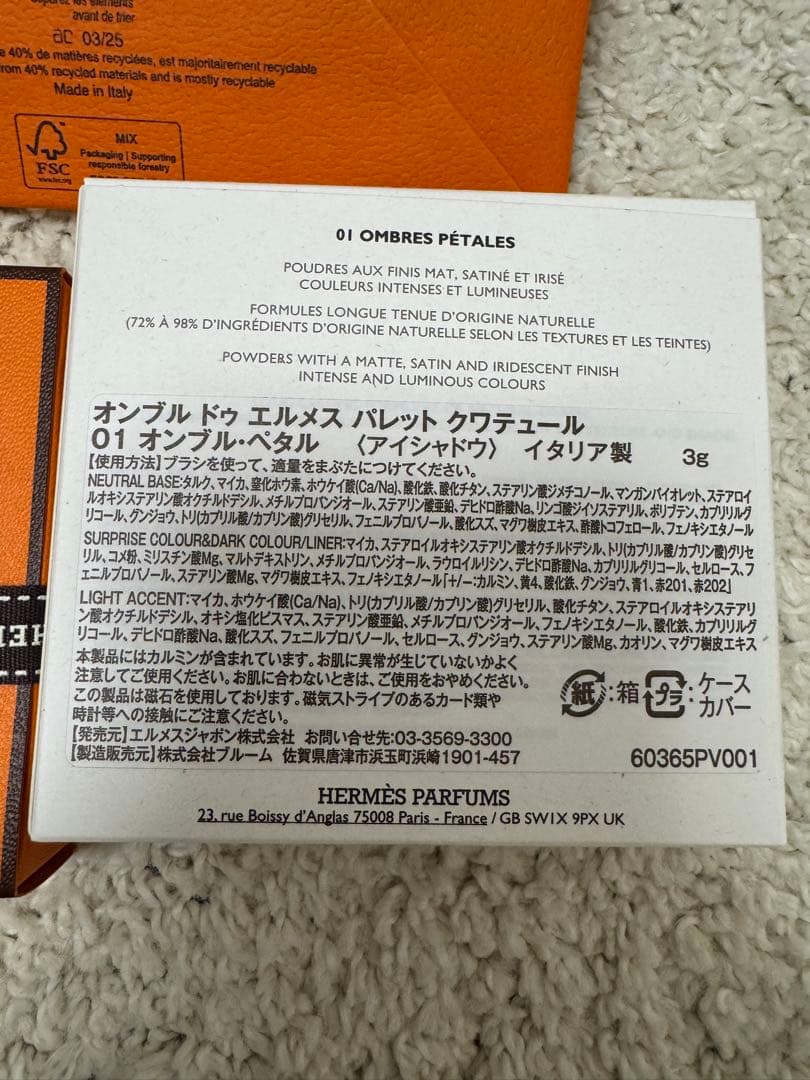 avant de trier
03/25
40% de matières recyclées, est majoritairement recyclable
from 40% recycled materials and is mostly recyclable
Made in Italy
FSC
www.fsc.org
MIX
Packaging | Supporting
responsible forestry
01 OMBRES PÉTALES
POUDRES AUX FINIS MAT, SATINÉ ET IRISÉ
COULEURS INTENSES ET LUMINEUSES
FORMULES LONGUE TENUE D'ORIGINE NATURELLE
(72% À 98% D'INGRÉDIENTS D'ORIGINE NATURELLE SELON LES TEXTURES ET LES TEINTES)
POWDERS WITH A MATTE, SATIN AND IRIDESCENT FINISH
INTENSE AND LUMINOUS COLOURS
オンブル ドゥ エルメス パレット クワテュール
01 オンブル・ペタル 〈アイシャドウ〉 イタリア製 3g
【使用方法】ブラシを使って、適量をまぶたにつけてください。
NEUTRAL BASE:タルク、マイカ、窒化ホウ素、ホウケイ酸(Ca/Na)、酸化鉄、酸化チタン、ステアリン酸ジメチコノール、マンガンバイオレット、ステアロイ
ルオキシステアリン酸オクチルドデシル、メチルプロパンジオール、ステアリン酸亜鉛、デヒドロ酢酸Na、リンゴ酸ジイソステアリル、ポリブテン、カプリリルグ
リコール、グンジョウ、トリ(カプリル酸/カプリン酸)グリセリル、フェニルプロパノール、酸化スズ、マグワ樹皮エキス、酢酸トコフェロール、フェノキシエタノール
SURPRISE COLOUR&DARK COLOUR/LINER:マイカ、ステアロイルオキシステアリン酸オクチルドデシル、トリ(カプリル酸/カプリン酸)グリセ
リル、コメ粉、ミリスチン酸Mg、マルトデキストリン、メチルプロパンジオール、ラウロイルリシン、デヒドロ酢酸Na、カプリリルグリコール、セルロース、フ
ェニルプロパノール、ステアリン酸Mg、マグワ樹皮エキス、フェノキシエタノール「+/-:カルミン、黄4、酸化鉄、グンジョウ、青1、赤201、赤202」
LIGHT ACCENT:マイカ、ホウケイ酸(Ca/Na)、トリ(カプリル酸/カプリン酸)グリセリル、酸化チタン、ステアロイルオキシステアリ
ン酸オクチルドデシル、オキシ塩化ビスマス、ステアリン酸亜鉛、メチルプロパンジオール、フェノキシエタノール、酸化鉄、カプリリルグ
リコール、デヒドロ酢酸Na、酸化スズ、フェニルプロパノール、セルロース、グンジョウ、ステアリン酸Mg、カオリン、マグワ樹皮エキス
本製品にはカルミンが含まれています。お肌に異常が生じていないかよく
注意してご使用ください。お肌に合わないときは、ご使用をおやめください。
この製品は磁石を使用しております。磁気ストライプのあるカード類や
時計等への接触にご注意ください。
紙:箱 プラ:ケース
カバー
【発売元】エルメスジャポン株式会社 お問い合せ先:03-3569-3300
【製造販売元】株式会社ブルーム 佐賀県唐津市浜玉町浜崎1901-457
60365PV001
HERMÈS PARFUMS
23, rue Boissy d'Anglas 75008 Paris - France / GB SW1X 9PX UK